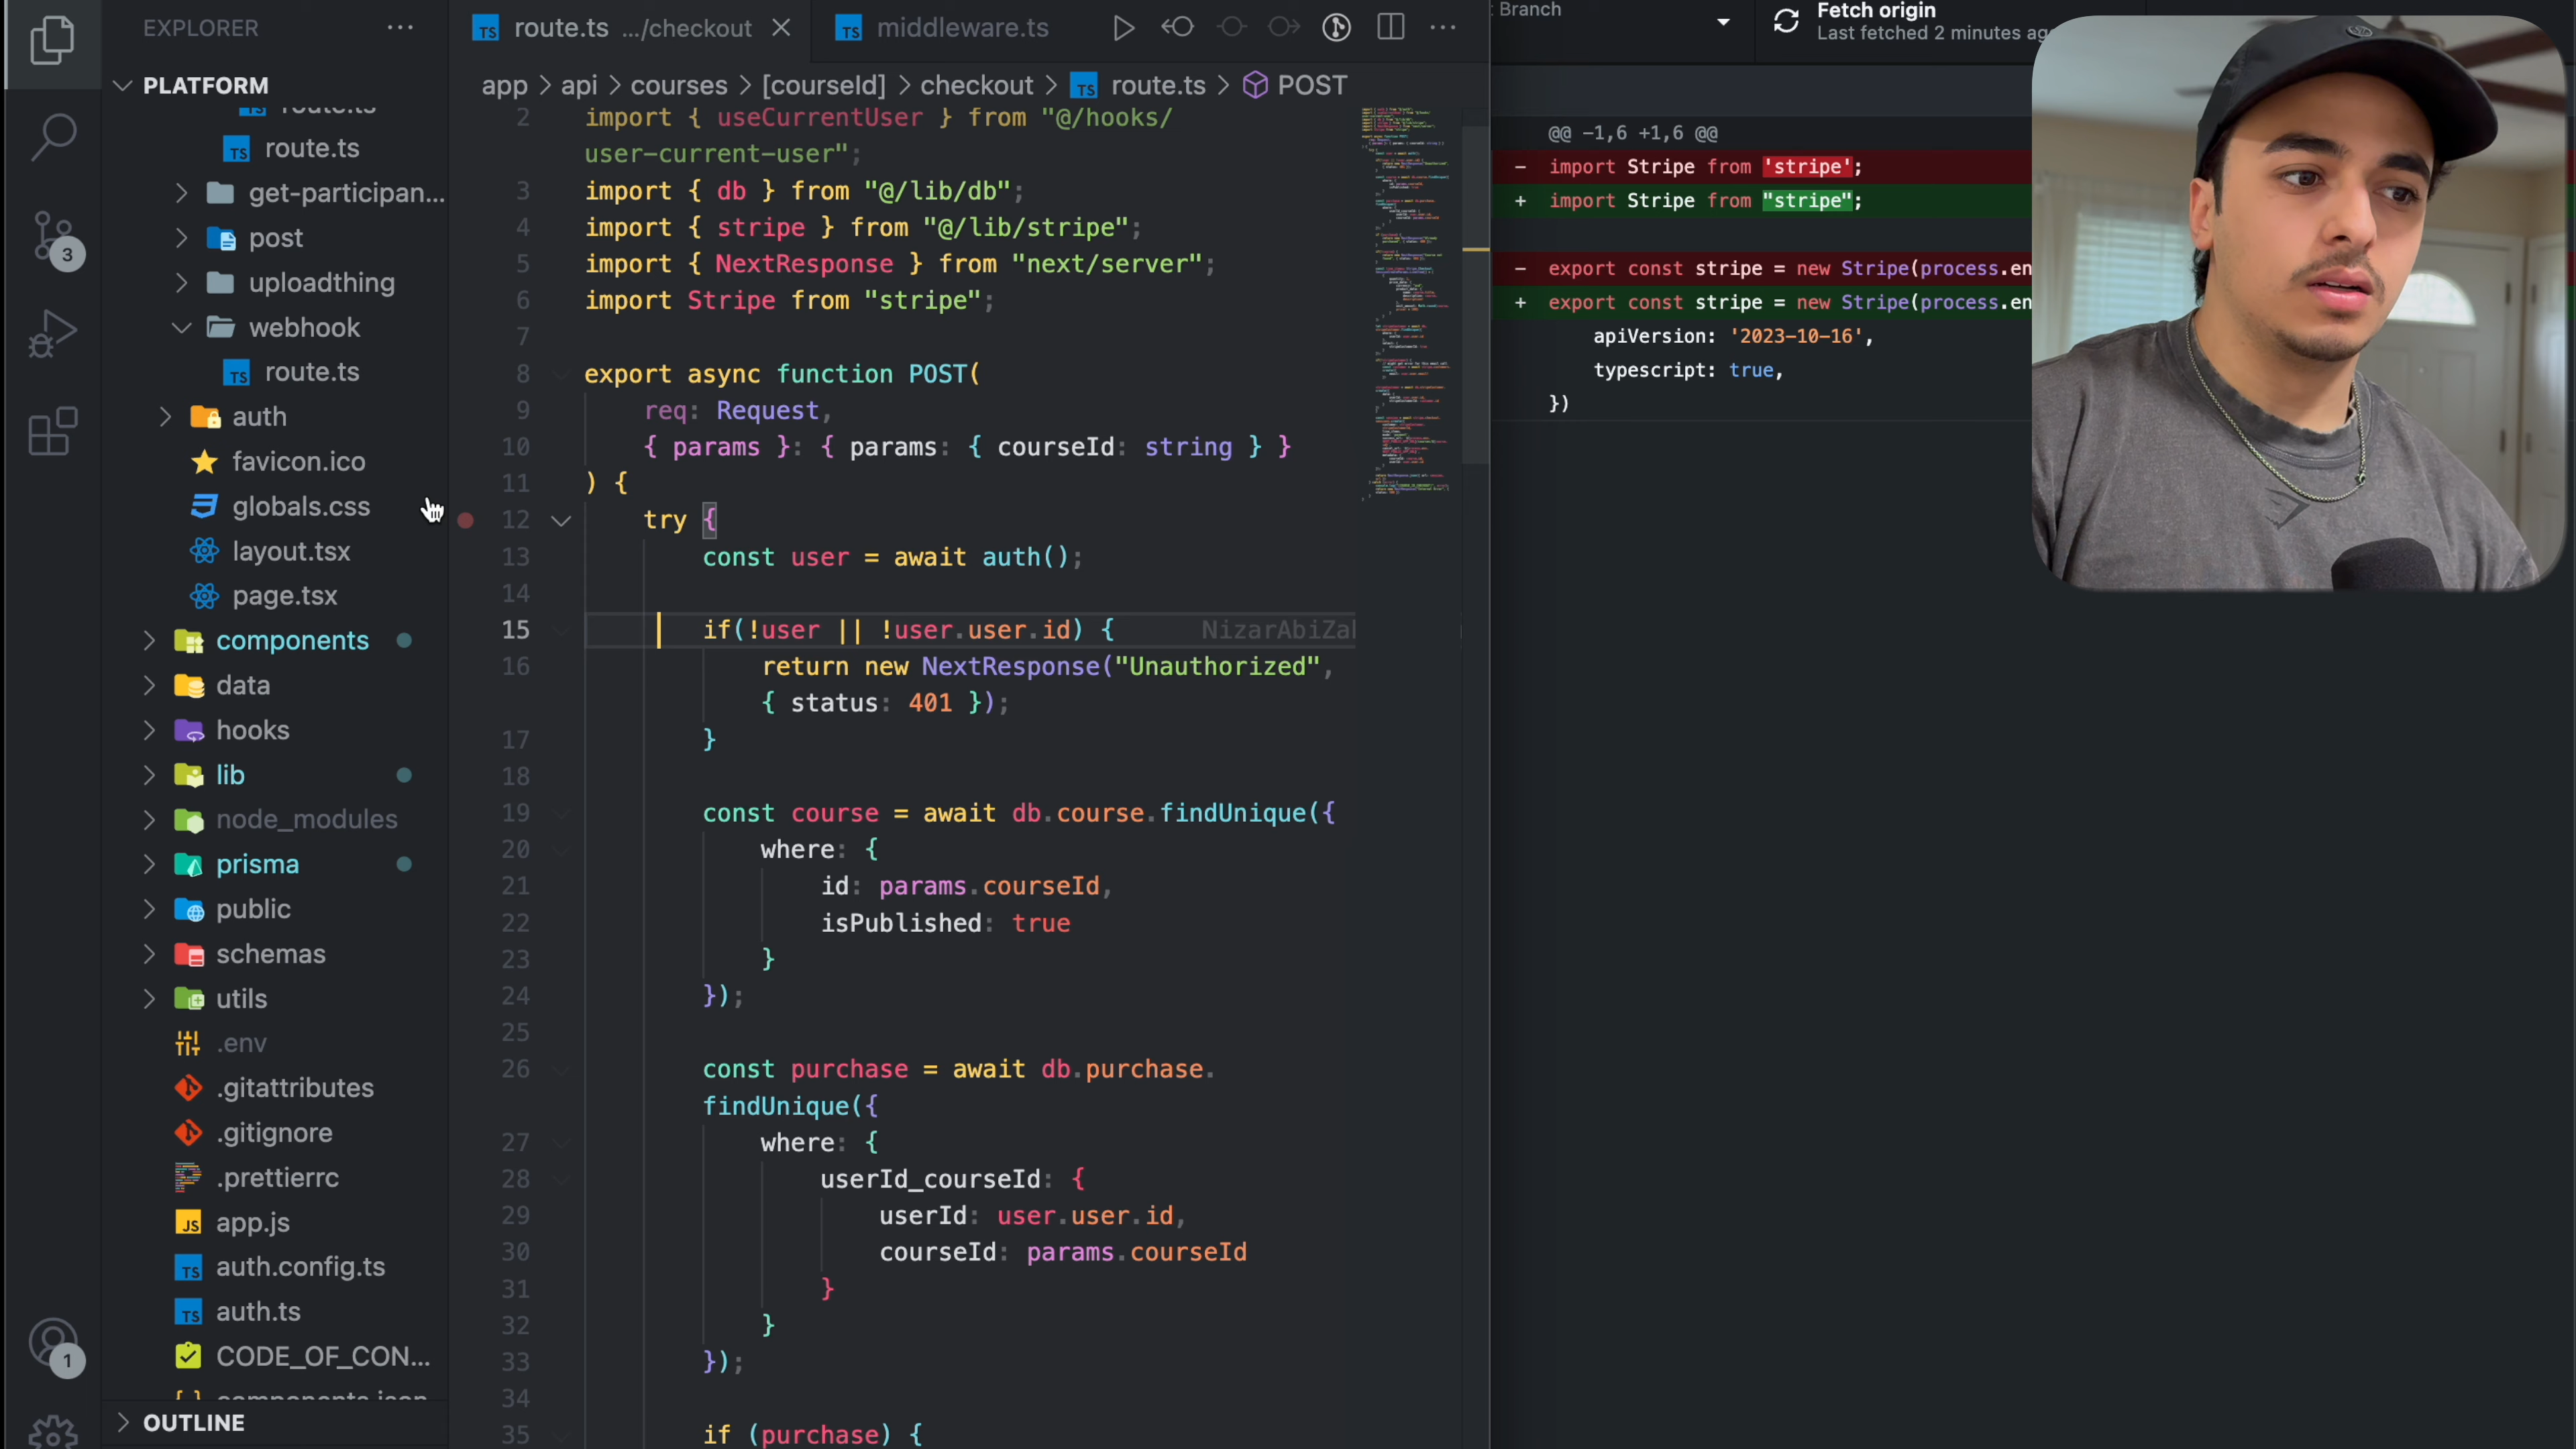 EXPLORER
PLATFORM
route.ts
route.ts
get-participan...
post
uploadthing
webhook
route.ts
auth
favicon.ico
globals.css
layout.tsx
page.tsx
components
data
hooks
lib
node_modules
prisma
public
schemas
utils
.env
.gitattributes
.gitignore
.prettierrc
app.js
auth.config.ts
auth.ts
CODE_OF_CON...
components.json
OUTLINE
3
1
route.ts .../checkout
middleware.ts
app > api > courses > [courseId] > checkout > route.ts > POST
2 import { useCurrentUser } from "@/hooks/
user-current-user";
3 import { db } from "@/lib/db";
4 import { stripe } from "@/lib/stripe";
5 import { NextResponse } from "next/server";
6 import Stripe from "stripe";
7
8 export async function POST(
9 req: Request,
10 { params }: { params: { courseId: string } }
11 ) {
12 try {
13 const user = await auth();
14
15 if(!user || !user.user.id) {
16 return new NextResponse("Unauthorized",
{ status: 401 });
17 }
18
19 const course = await db.course.findUnique({
20 where: {
21 id: params.courseId,
22 isPublished: true
23 }
24 });
25
26 const purchase = await db.purchase.
findUnique({
27 where: {
28 userId_courseId: {
29 userId: user.user.id,
30 courseId: params.courseId
31 }
32 }
33 });
34
35 if (purchase) {
Branch
Fetch origin
Last fetched 2 minutes
@@ -1,6 +1,6 @@
- import Stripe from 'stripe';
+ import Stripe from "stripe";
- export const stripe = new Stripe(process.en
+ export const stripe = new Stripe(process.en
apiVersion: '2023-10-16',
typescript: true,
})